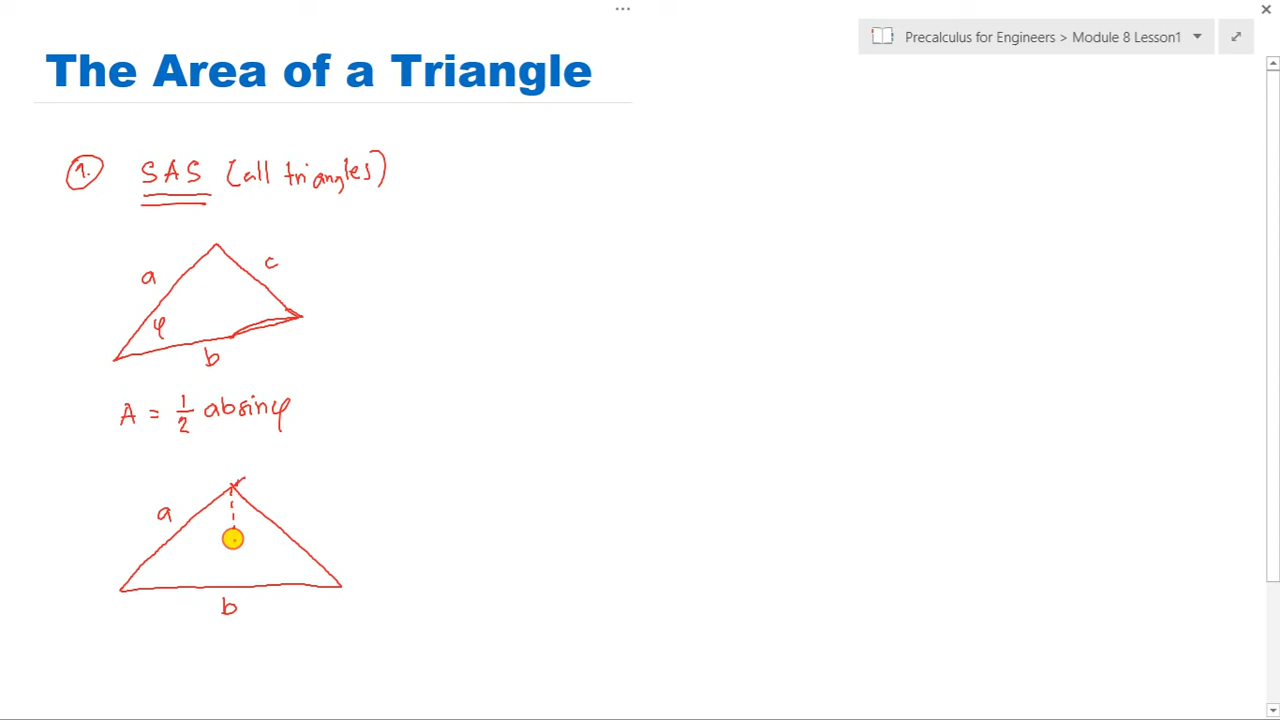 ...
Precalculus for Engineers > Module 8 Lesson1
The Area of a Triangle
1. SAS (all triangles)
a
c
φ
b
A = 1/2 absinφ
a
b